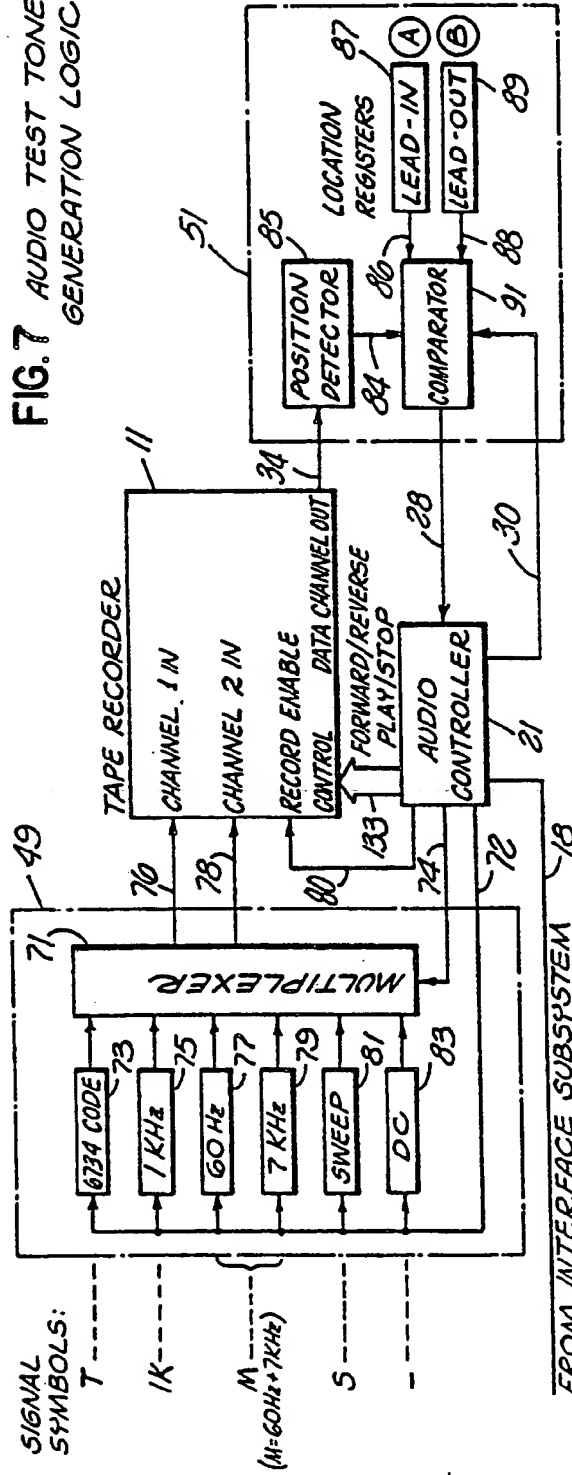 FIG. 7 AUDIO TEST TONE
GENERATION LOGIC
SIGNAL
SYMBOLS:
T
1K
M
(M=60Hz+7KHz)
S
-
49
71
6734 CODE
73
1 KHz
75
60 Hz
77
7 KHz
79
SWEEP
81
DC
83
MULTIPLEXER
76
78
80
133
74
72
18
FROM INTERFACE SUBSYSTEM
TAPE RECORDER
11
CHANNEL 1 IN
CHANNEL 2 IN
RECORD ENABLE
CONTROL DATA CHANNEL OUT
FORWARD/REVERSE
PLAY/STOP
AUDIO
CONTROLLER
21
34
28
30
51
POSITION
DETECTOR
85
84
COMPARATOR
91
LOCATION
REGISTERS
86
LEAD-IN
87
A
88
LEAD-OUT
89
B